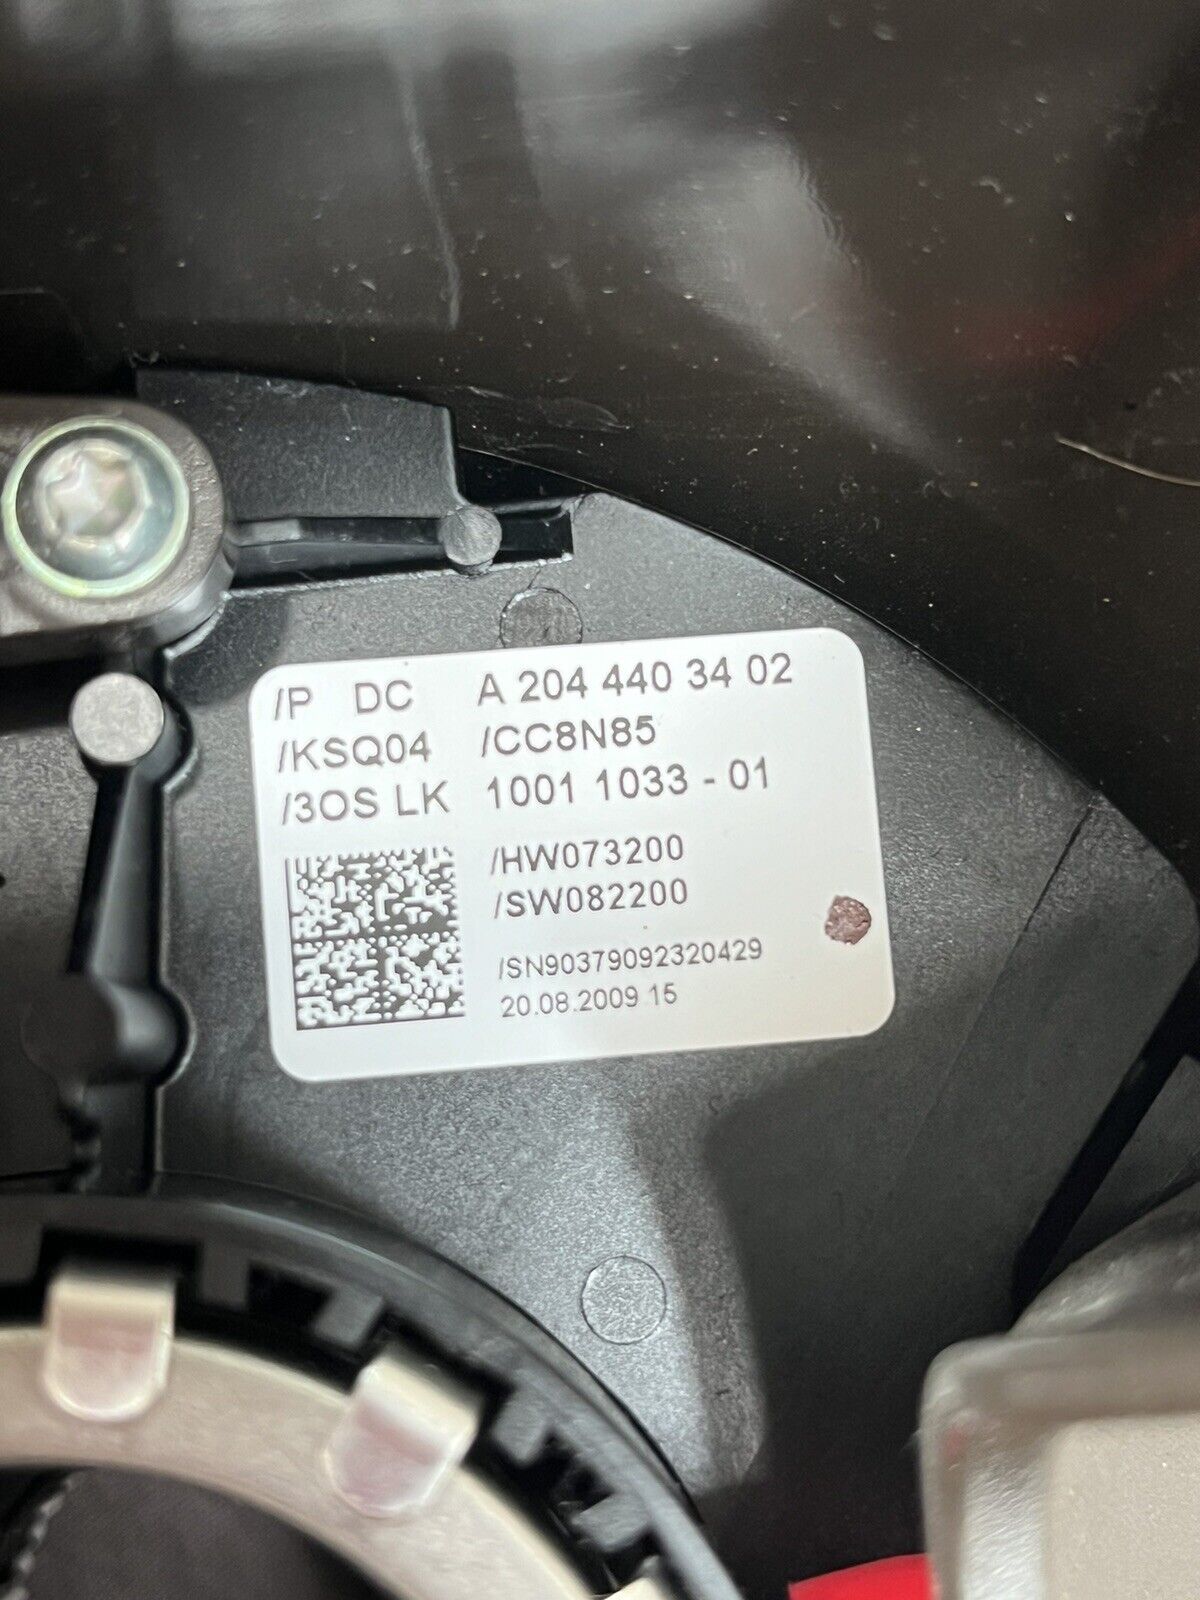 /P DC A 204 440 34 02
/KSQ04 /CC8N85
/3OS LK 1001 1033 - 01
/HW073200
/SW082200
/SN90379092320429
20.08.2009 15